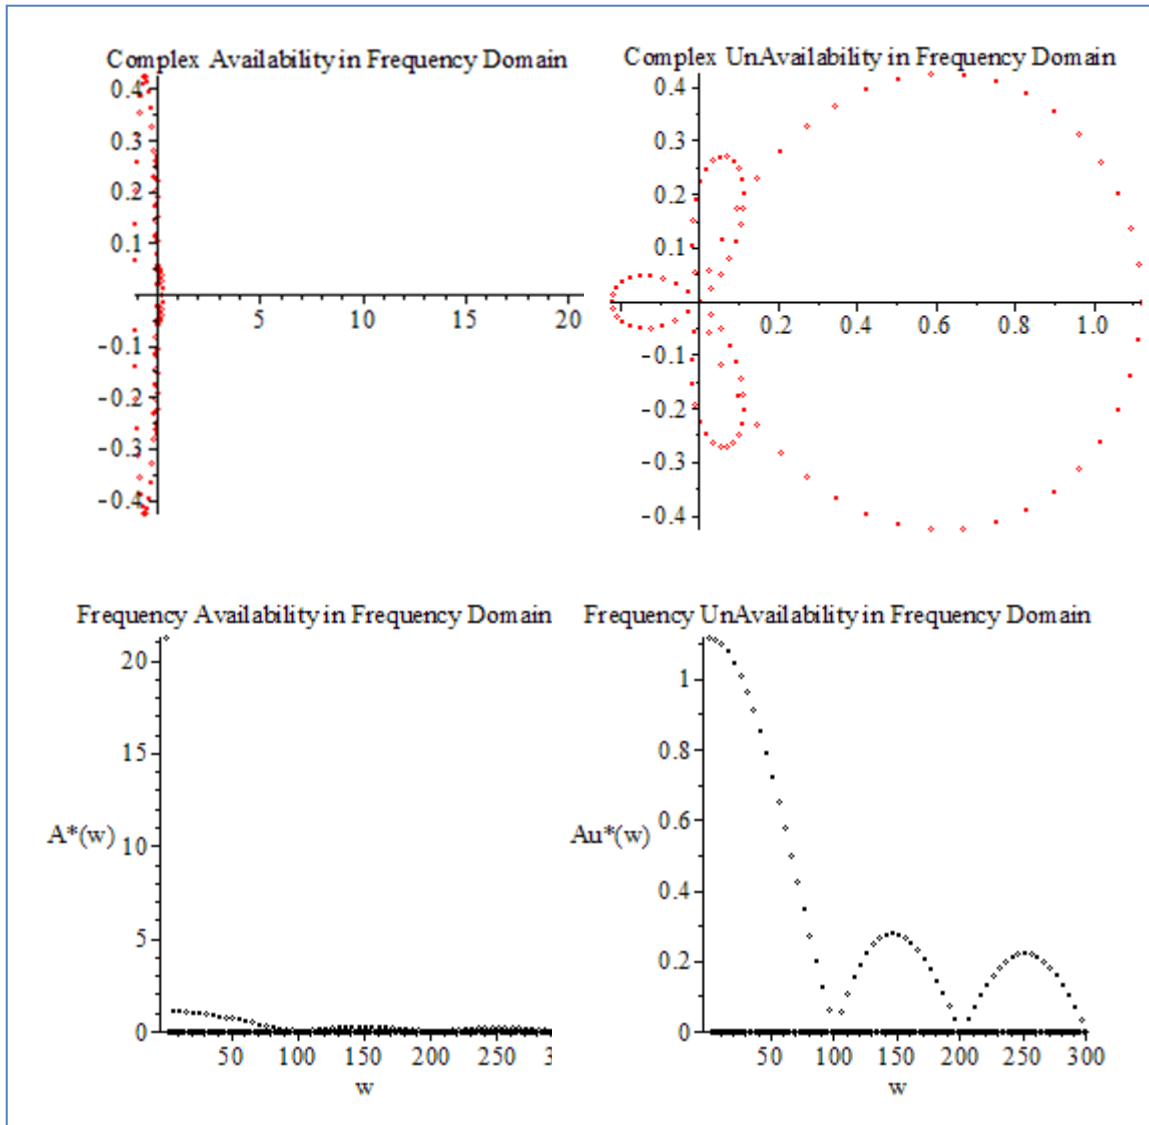 Complex Availability in Frequency Domain
0.4
0.3
0.2
0.1
5 10 15 20
-0.1
-0.2
-0.3
-0.4
Complex UnAvailability in Frequency Domain
0.4
0.3
0.2
0.1
0.2 0.4 0.6 0.8 1.0
-0.1
-0.2
-0.3
-0.4
Frequency Availability in Frequency Domain
20
15
A*(w) 10
5
0
50 100 150 200 250 3
w
Frequency UnAvailability in Frequency Domain
1
0.8
0.6
Au*(w)
0.4
0.2
0
50 100 150 200 250 300
w